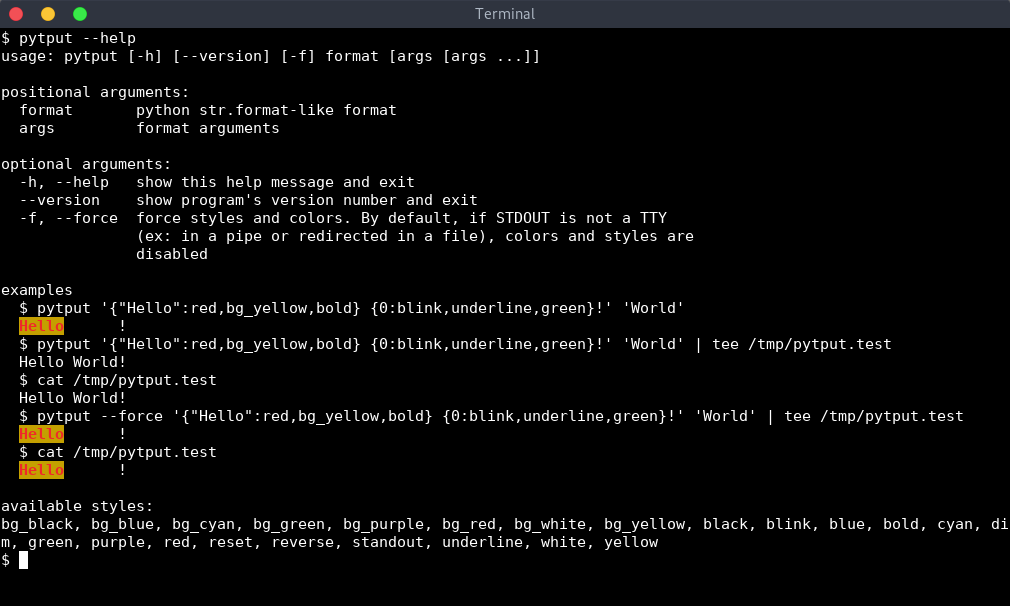 Terminal
$ pytput --help
usage: pytput [-h] [--version] [-f] format [args [args ...]]
positional arguments:
  format       python str.format-like format
  args         format arguments
optional arguments:
  -h, --help   show this help message and exit
  --version    show program's version number and exit
  -f, --force  force styles and colors. By default, if STDOUT is not a TTY
               (ex: in a pipe or redirected in a file), colors and styles are
               disabled
examples
  $ pytput '{"Hello":red,bg_yellow,bold} {0:blink,underline,green}!' 'World'
  Hello      !
  $ pytput '{"Hello":red,bg_yellow,bold} {0:blink,underline,green}!' 'World' | tee /tmp/pytput.test
  Hello World!
  $ cat /tmp/pytput.test
  Hello World!
  $ pytput --force '{"Hello":red,bg_yellow,bold} {0:blink,underline,green}!' 'World' | tee /tmp/pytput.test
  Hello      !
  $ cat /tmp/pytput.test
  Hello      !
available styles:
bg_black, bg_blue, bg_cyan, bg_green, bg_purple, bg_red, bg_white, bg_yellow, black, blink, blue, bold, cyan, di
m, green, purple, red, reset, reverse, standout, underline, white, yellow
$